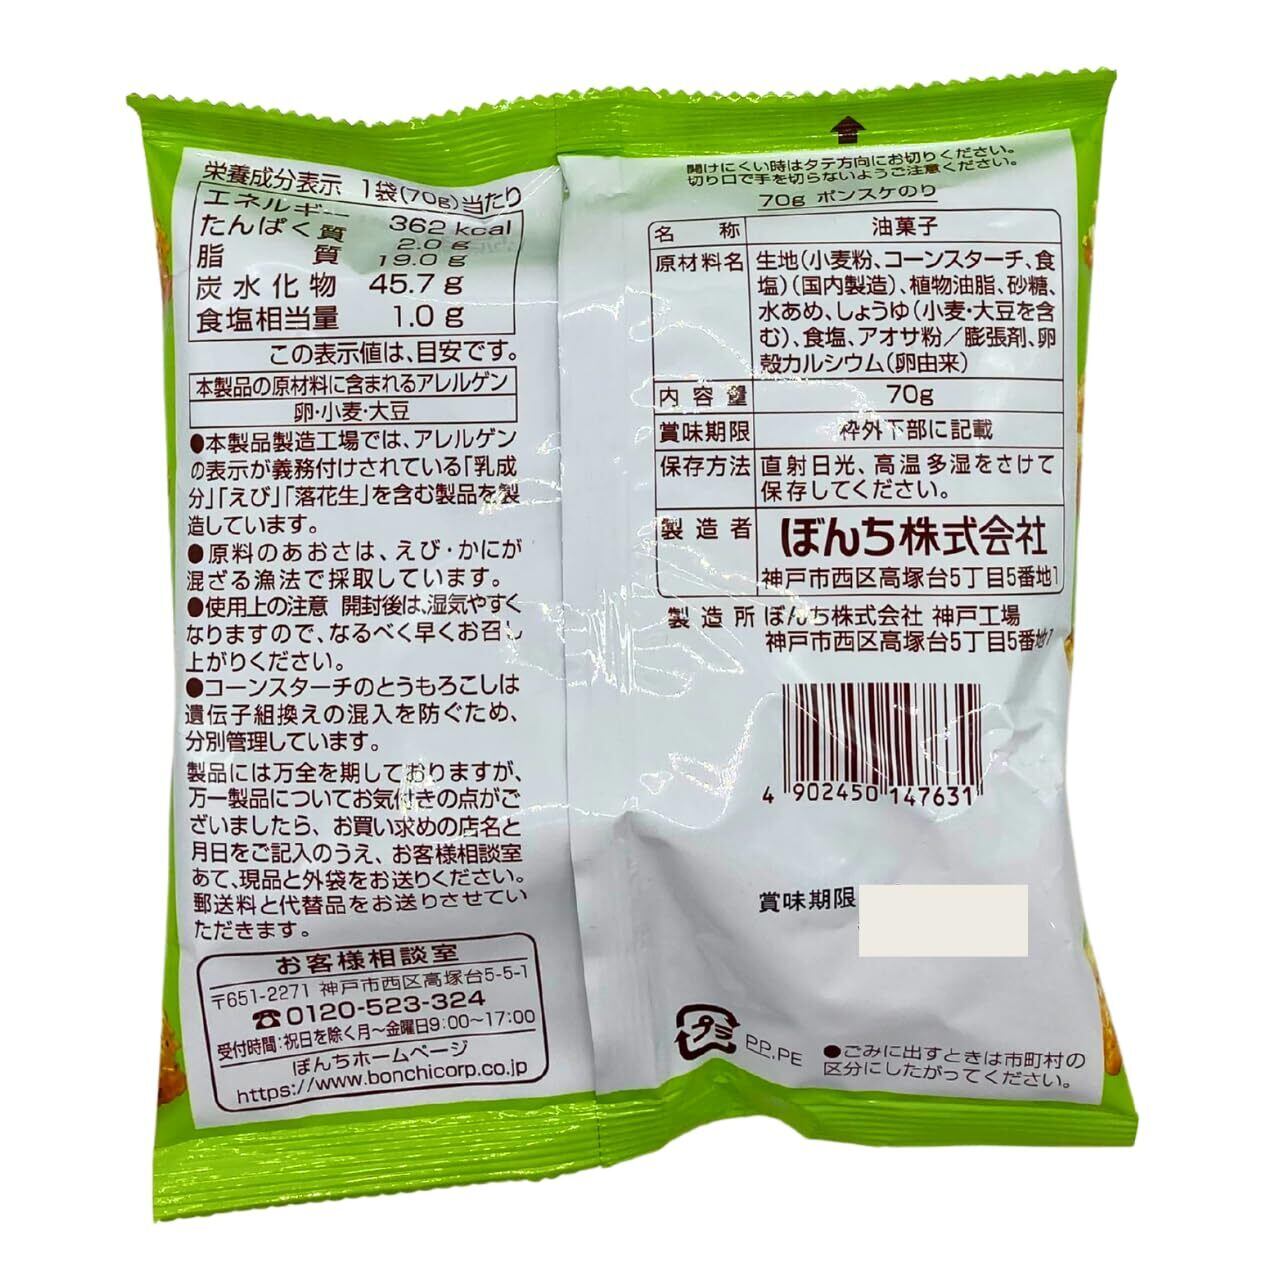 開けにくい時はタテ方向にお切りください。
切り口で手を切らないようご注意ください。
70g ポンスケのり
名称 油菓子
原材料名 生地(小麦粉、コーンスターチ、食
塩)(国内製造)、植物油脂、砂糖、
水あめ、しょうゆ(小麦・大豆を含
む)、食塩、アオサ粉／膨張剤、卵
殻カルシウム(卵由来)
内容量 70g
賞味期限 枠外下部に記載
保存方法 直射日光、高温多湿をさけて
保存してください。
製造者 ぼんち株式会社
神戸市西区高塚台5丁目5番地1
製造所 ぼんち株式会社 神戸工場
神戸市西区高塚台5丁目5番地1
4 902450 147631
賞味期限
プラ
PP,PE
●ごみに出すときは市町村の
区分にしたがってください。
栄養成分表示 1袋(70g)当たり
エネルギー 362 kcal
たんぱく質 2.0 g
脂質 19.0 g
炭水化物 45.7 g
食塩相当量 1.0 g
この表示値は、目安です。
本製品の原材料に含まれるアレルゲン
卵・小麦・大豆
●本製品製造工場では、アレルゲン
の表示が義務付けされている「乳成
分」「えび」「落花生」を含む製品を製
造しています。
●原料のあおさは、えび・かにが
混ざる漁法で採取しています。
●使用上の注意 開封後は、湿気やすく
なりますので、なるべく早くお召し
上がりください。
●コーンスターチのとうもろこしは
遺伝子組換えの混入を防ぐため、
分別管理しています。
製品には万全を期しておりますが、
万一製品についてお気付きの点がご
ざいましたら、お買い求めの店名と
月日をご記入のうえ、お客様相談室
あて、現品と外袋をお送りください。
郵送料と代替品をお送りさせてい
ただきます。
お客様相談室
〒651-2271 神戸市西区高塚台5-5-1
☎0120-523-324
受付時間:祝日を除く月～金曜日9:00～17:00
ぼんちホームページ
https://www.bonchicorp.co.jp